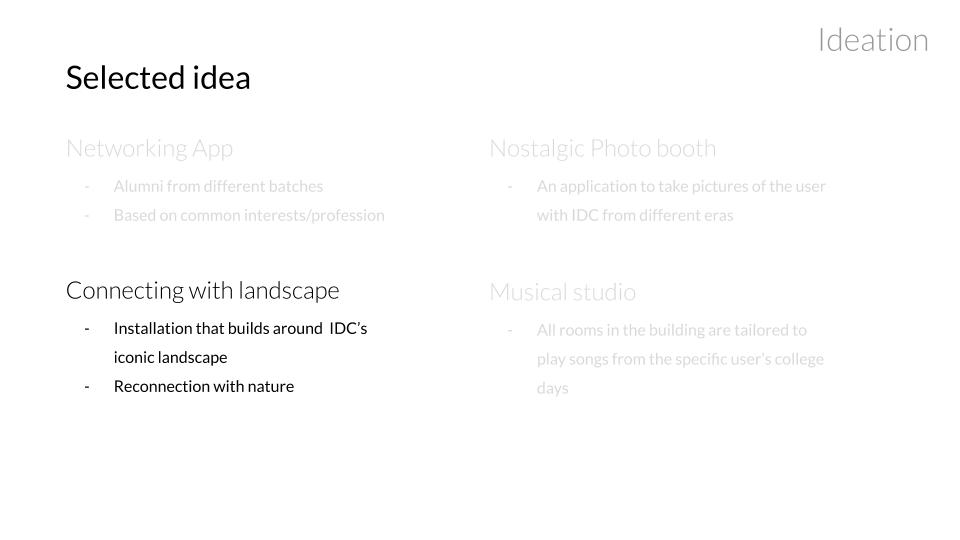 Ideation
Selected idea
Networking App
- Alumni from different batches
- Based on common interests/profession
Nostalgic Photo booth
- An application to take pictures of the user
with IDC from different eras
Connecting with landscape
- Installation that builds around  IDC's
iconic landscape
- Reconnection with nature
Musical studio
- All rooms in the building are tailored to
play songs from the specific user's college
days